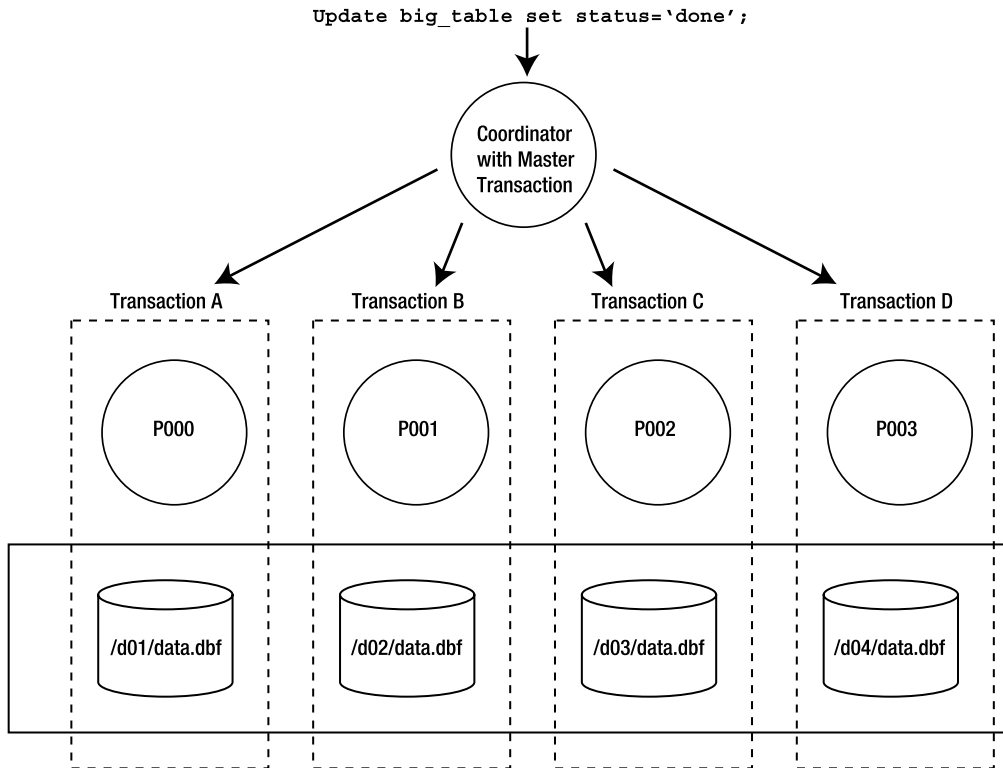 Update big_table set status=‘done’;
Coordinator
with Master
Transaction
Transaction A
Transaction B
Transaction C
Transaction D
P000
P001
P002
P003
/d01/data.dbf
/d02/data.dbf
/d03/data.dbf
/d04/data.dbf